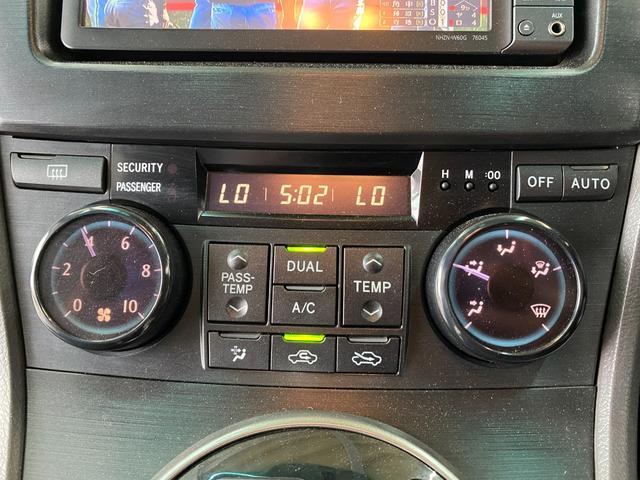 AUX
NHZN-W60G 76045
SECURITY
PASSENGER
LO 5:02 LO
H M :00
OFF AUTO
0 2 4 6 8 10
PASS-
TEMP
DUAL
A/C
TEMP